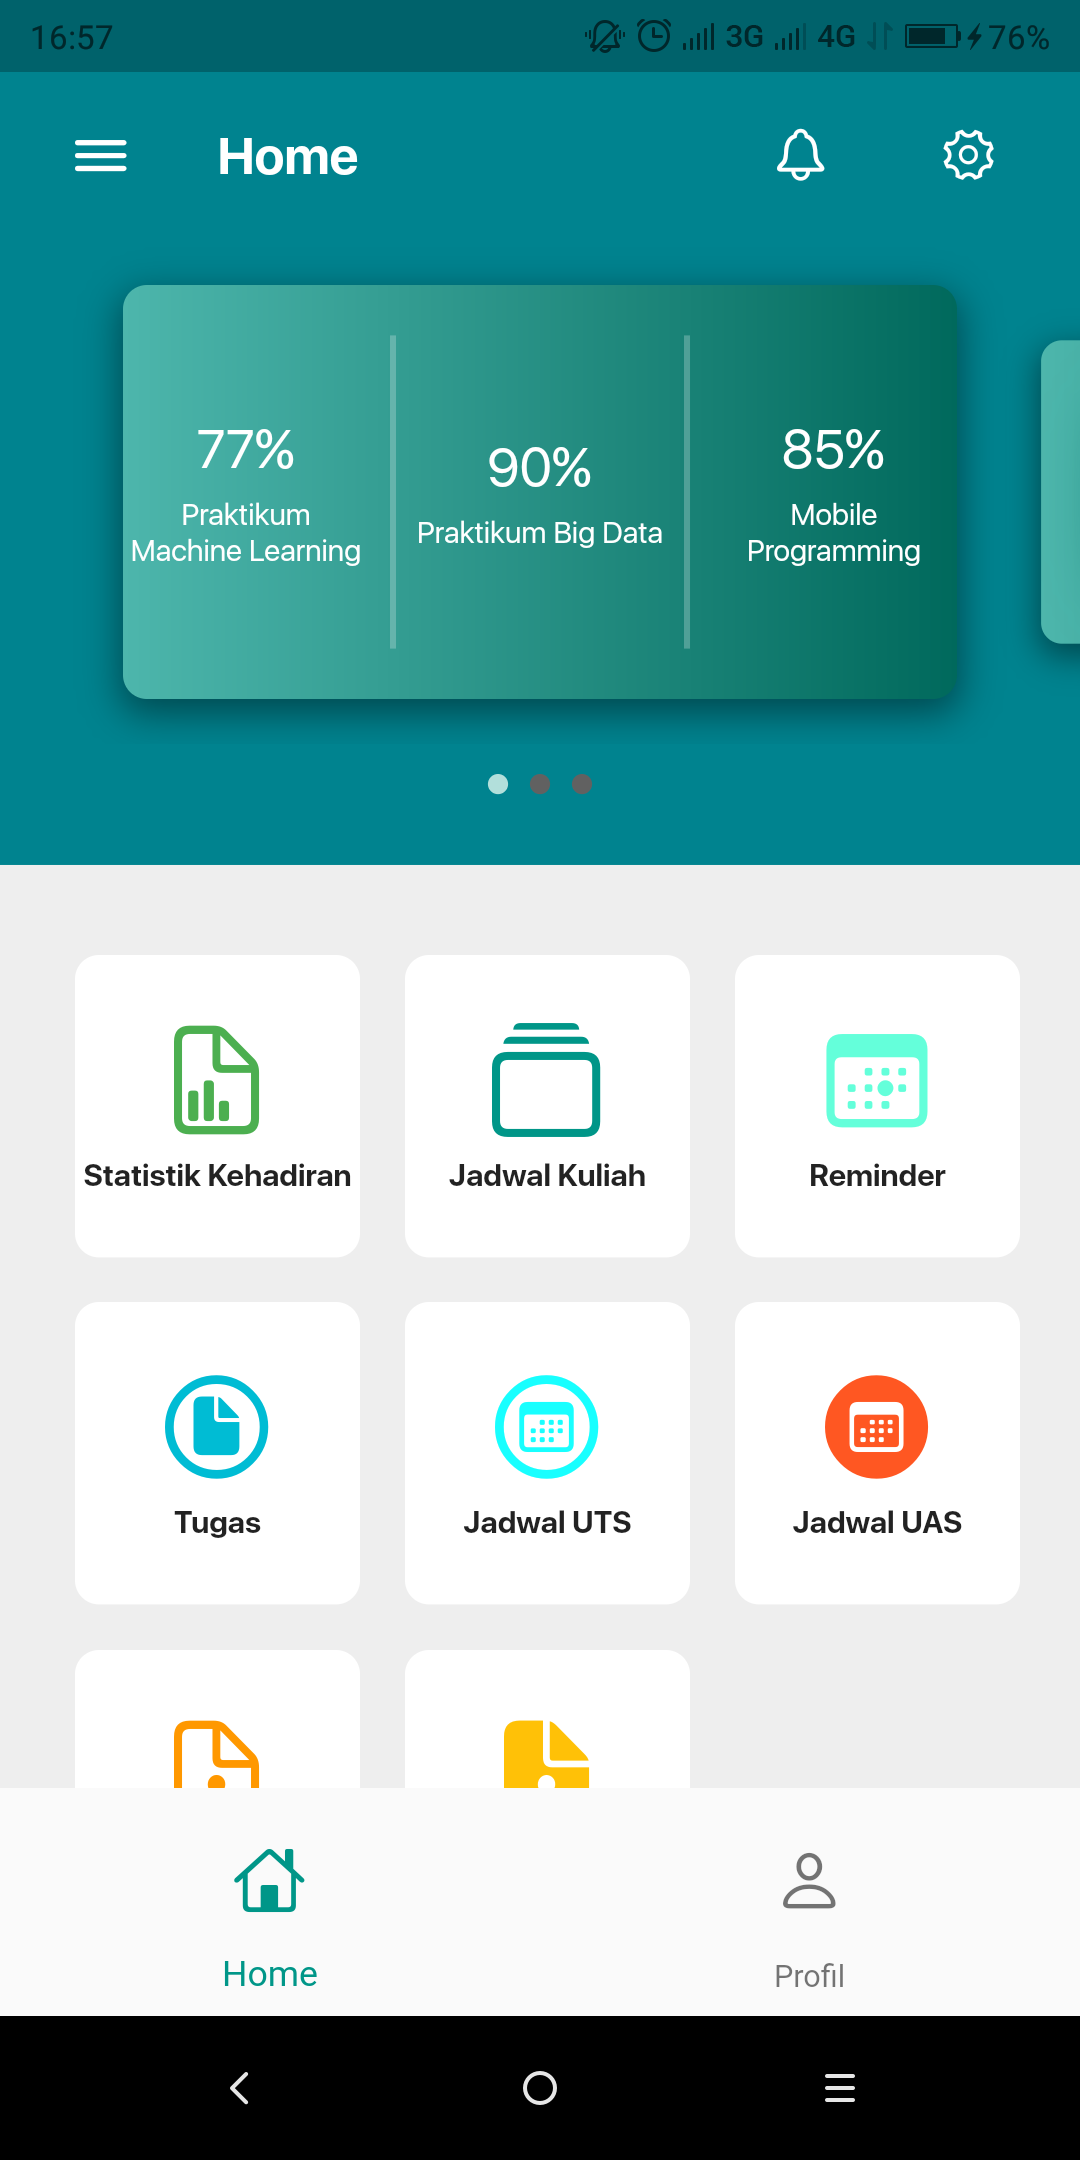 16:57
3G
4G
76%
Home
77%
Praktikum
Machine Learning
90%
Praktikum Big Data
85%
Mobile
Programming
Statistik Kehadiran
Jadwal Kuliah
Reminder
Tugas
Jadwal UTS
Jadwal UAS
Home
Profil